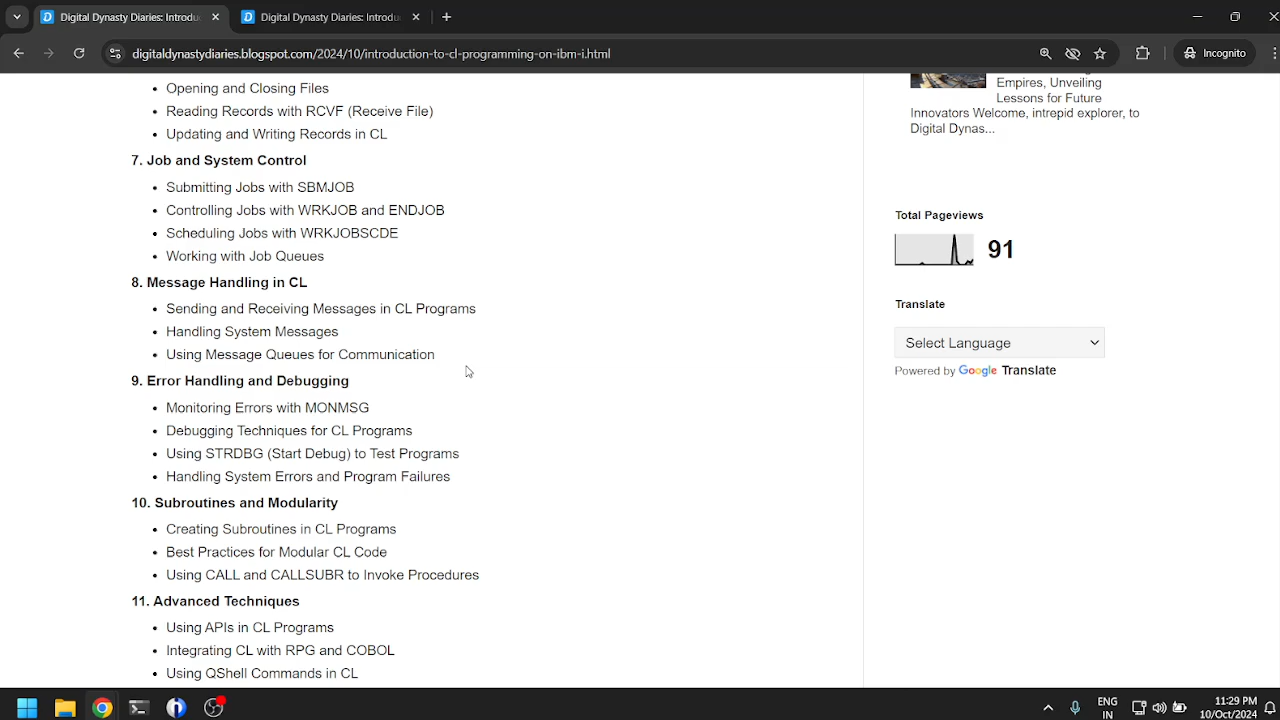 Digital Dynasty Diaries: Introdu
Digital Dynasty Diaries: Introdu
digitaldynastydiaries.blogspot.com/2024/10/introduction-to-cl-programming-on-ibm-i.html
Incognito
• Opening and Closing Files
• Reading Records with RCVF (Receive File)
• Updating and Writing Records in CL
7. Job and System Control
• Submitting Jobs with SBMJOB
• Controlling Jobs with WRKJOB and ENDJOB
• Scheduling Jobs with WRKJOBSCDE
• Working with Job Queues
8. Message Handling in CL
• Sending and Receiving Messages in CL Programs
• Handling System Messages
• Using Message Queues for Communication
9. Error Handling and Debugging
• Monitoring Errors with MONMSG
• Debugging Techniques for CL Programs
• Using STRDBG (Start Debug) to Test Programs
• Handling System Errors and Program Failures
10. Subroutines and Modularity
• Creating Subroutines in CL Programs
• Best Practices for Modular CL Code
• Using CALL and CALLSUBR to Invoke Procedures
11. Advanced Techniques
• Using APIs in CL Programs
• Integrating CL with RPG and COBOL
• Using QShell Commands in CL
Empires, Unveiling
Lessons for Future
Innovators Welcome, intrepid explorer, to
Digital Dynas...
Total Pageviews
91
Translate
Select Language
Powered by Google Translate
ENG
IN
11:29 PM
10/Oct/2024